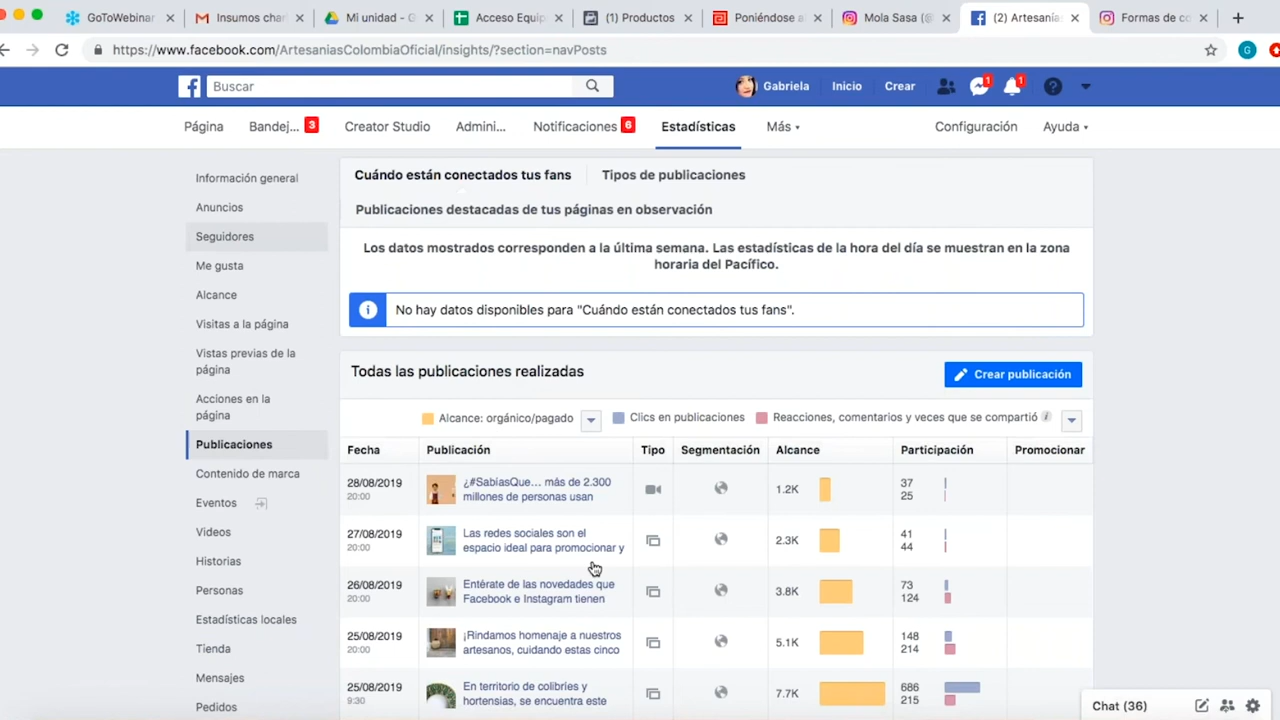 GoToWebinar
Insumos char
Mi unidad - G
Acceso Equip
(1) Productos
Poniéndose a
Mola Sasa (@
(2) Artesanías
Formas de co
https://www.facebook.com/ArtesaniasColombiaOficial/insights/?section=navPosts
G
Buscar
Gabriela
Inicio
Crear
1
1
Página
Bandej... 3
Creator Studio
Admini...
Notificaciones 6
Estadísticas
Más
Configuración
Ayuda
Información general
Anuncios
Seguidores
Me gusta
Alcance
Visitas a la página
Vistas previas de la
página
Acciones en la
página
Publicaciones
Contenido de marca
Eventos
Videos
Historias
Personas
Estadísticas locales
Tienda
Mensajes
Pedidos
Cuándo están conectados tus fans
Tipos de publicaciones
Publicaciones destacadas de tus páginas en observación
Los datos mostrados corresponden a la última semana. Las estadísticas de la hora del día se muestran en la zona
horaria del Pacífico.
No hay datos disponibles para "Cuándo están conectados tus fans".
Todas las publicaciones realizadas
Crear publicación
Alcance: orgánico/pagado
Clics en publicaciones
Reacciones, comentarios y veces que se compartió
Fecha Publicación Tipo Segmentación Alcance Participación Promocionar
28/08/2019 ¿#SabíasQue... más de 2.300 1.2K 37
20:00 millones de personas usan 25
27/08/2019 Las redes sociales son el 2.3K 41
20:00 espacio ideal para promocionar y 44
26/08/2019 Entérate de las novedades que 3.8K 73
20:00 Facebook e Instagram tienen 124
25/08/2019 ¡Rindamos homenaje a nuestros 5.1K 148
20:00 artesanos, cuidando estas cinco 214
25/08/2019 En territorio de colibríes y 7.7K 686
9:30 hortensias, se encuentra este 215
Chat (36)